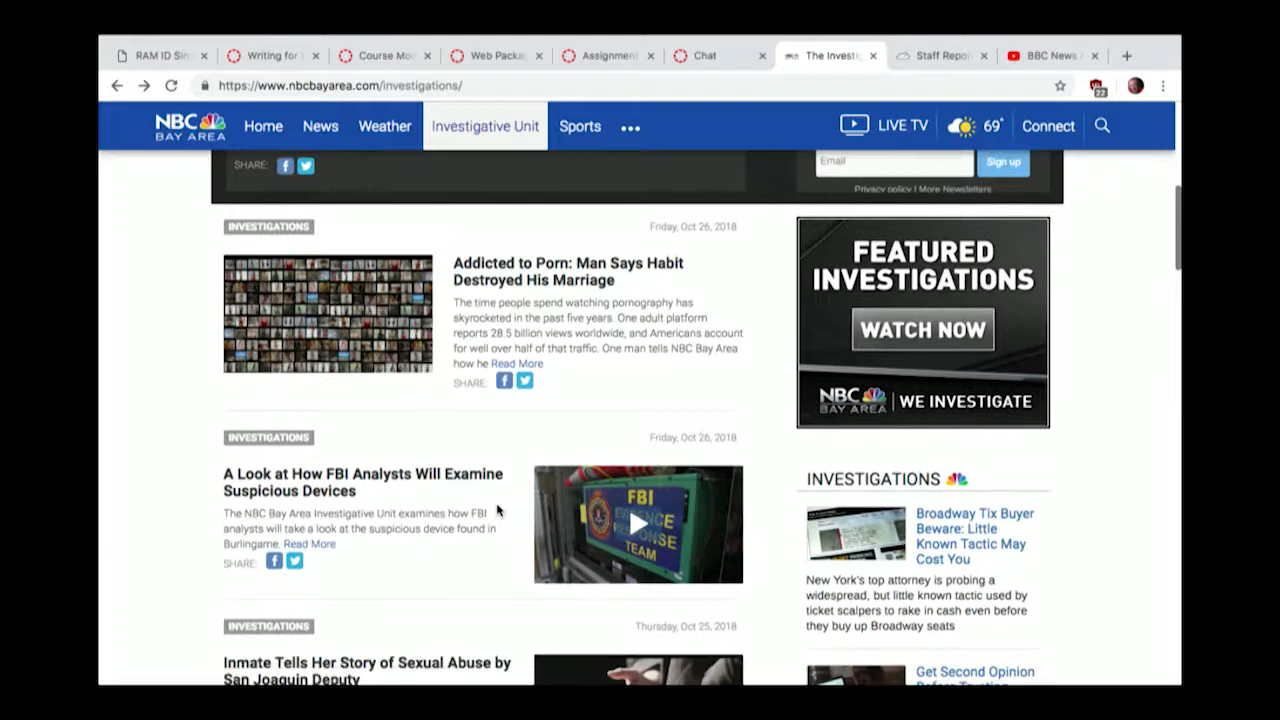 RAM ID Sin
Writing for
Course Mo
Web Packa
Assignment
Chat
The Investi
Staff Repo
BBC News
https://www.nbcbayarea.com/investigations/
22
NBC
BAY AREA
Home
News
Weather
Investigative Unit
Sports
LIVE TV
69°
Connect
SHARE:
Email
Sign up
Privacy policy | More Newsletters
INVESTIGATIONS
Friday, Oct 26, 2018
Addicted to Porn: Man Says Habit
Destroyed His Marriage
The time people spend watching pornography has
skyrocketed in the past five years. One adult platform
reports 28.5 billion views worldwide, and Americans account
for well over half of that traffic. One man tells NBC Bay Area
how he Read More
SHARE:
INVESTIGATIONS
Friday, Oct 26, 2018
A Look at How FBI Analysts Will Examine
Suspicious Devices
The NBC Bay Area Investigative Unit examines how FBI
analysts will take a look at the suspicious device found in
Burlingame. Read More
SHARE:
FBI
EVIDENCE
RESPONSE
TEAM
INVESTIGATIONS
Thursday, Oct 25, 2018
Inmate Tells Her Story of Sexual Abuse by
San Joaquin Deputy
FEATURED
INVESTIGATIONS
WATCH NOW
NBC
BAY AREA
WE INVESTIGATE
INVESTIGATIONS
Broadway Tix Buyer
Beware: Little
Known Tactic May
Cost You
New York's top attorney is probing a
widespread, but little known tactic used by
ticket scalpers to rake in cash even before
they buy up Broadway seats
Get Second Opinion
Before Trusting